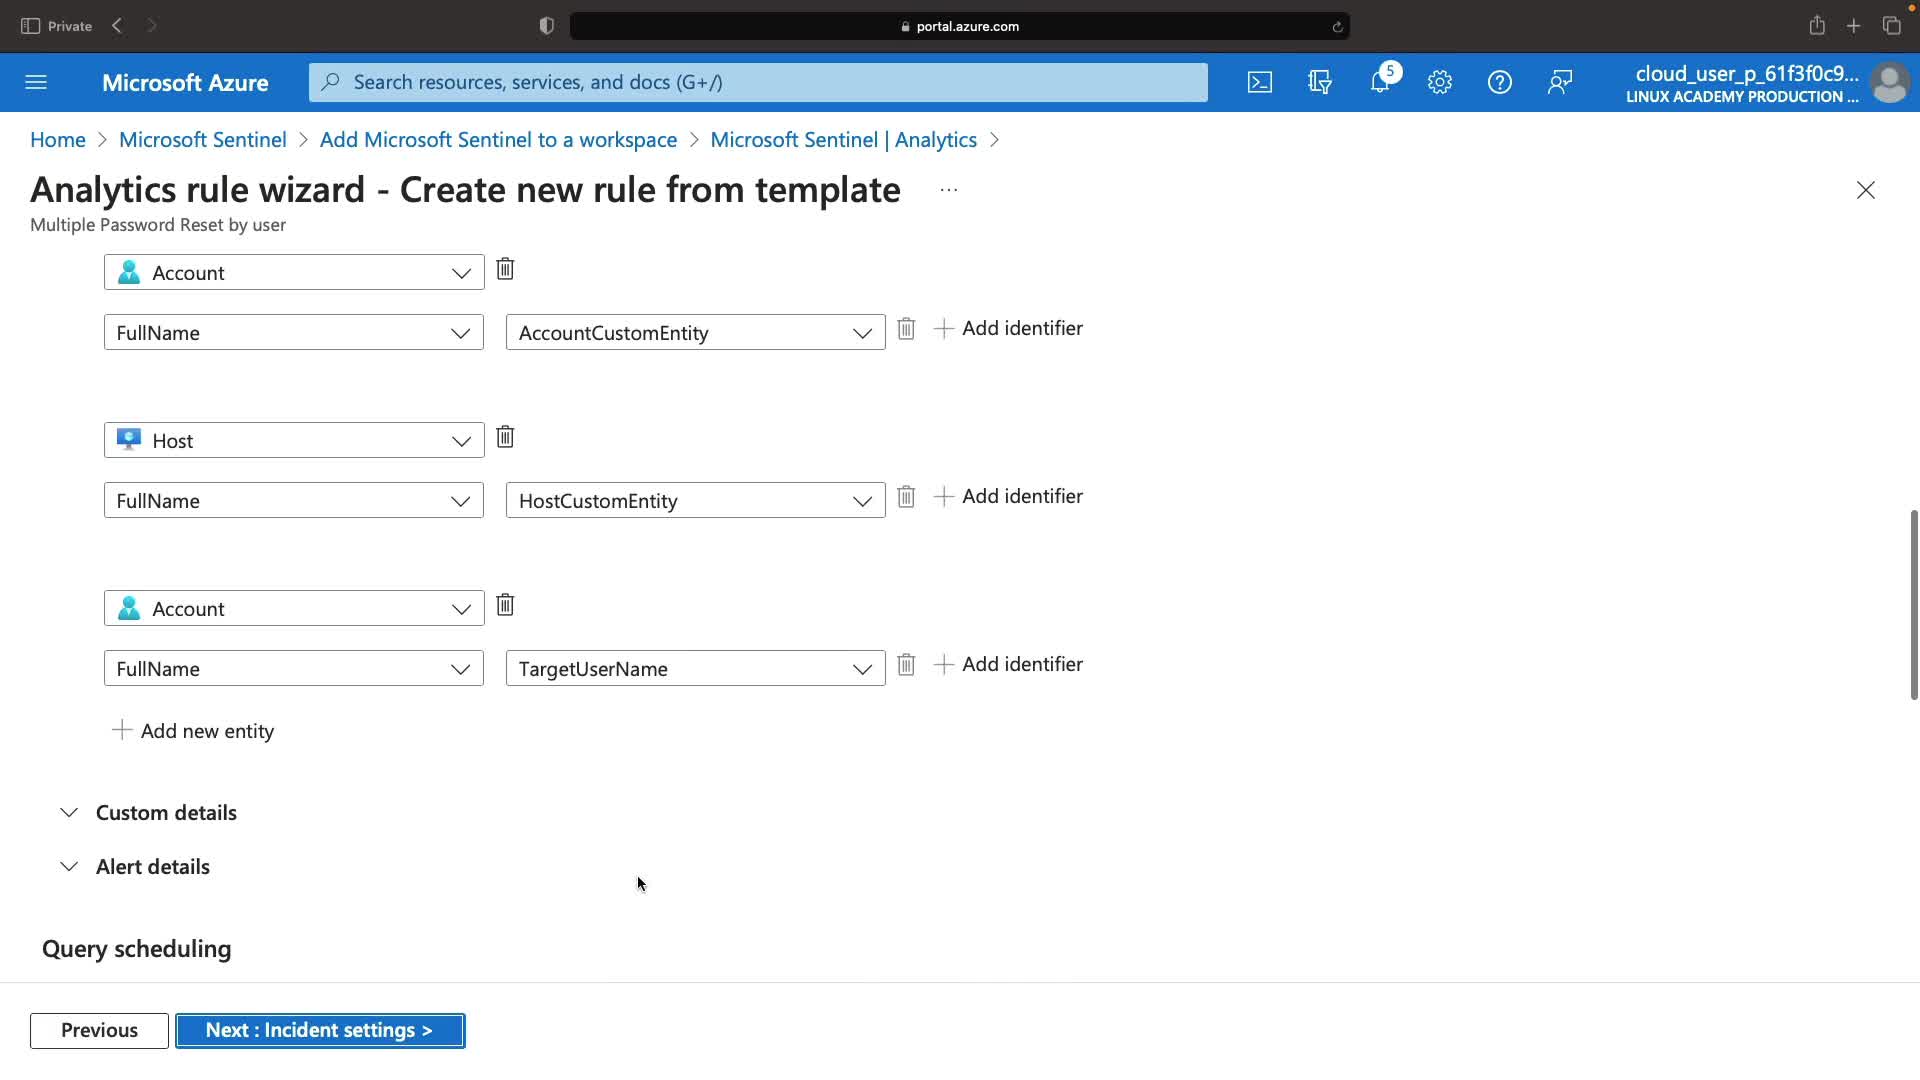 Private
portal.azure.com
Microsoft Azure
Search resources, services, and docs (G+/)
5
cloud_user_p_61f3f0c9...
LINUX ACADEMY PRODUCTION ...
Home > Microsoft Sentinel > Add Microsoft Sentinel to a workspace > Microsoft Sentinel | Analytics >
Analytics rule wizard - Create new rule from template ...
Multiple Password Reset by user
Account
FullName
AccountCustomEntity
Add identifier
Host
FullName
HostCustomEntity
Add identifier
Account
FullName
TargetUserName
Add identifier
Add new entity
Custom details
Alert details
Query scheduling
Previous
Next : Incident settings >